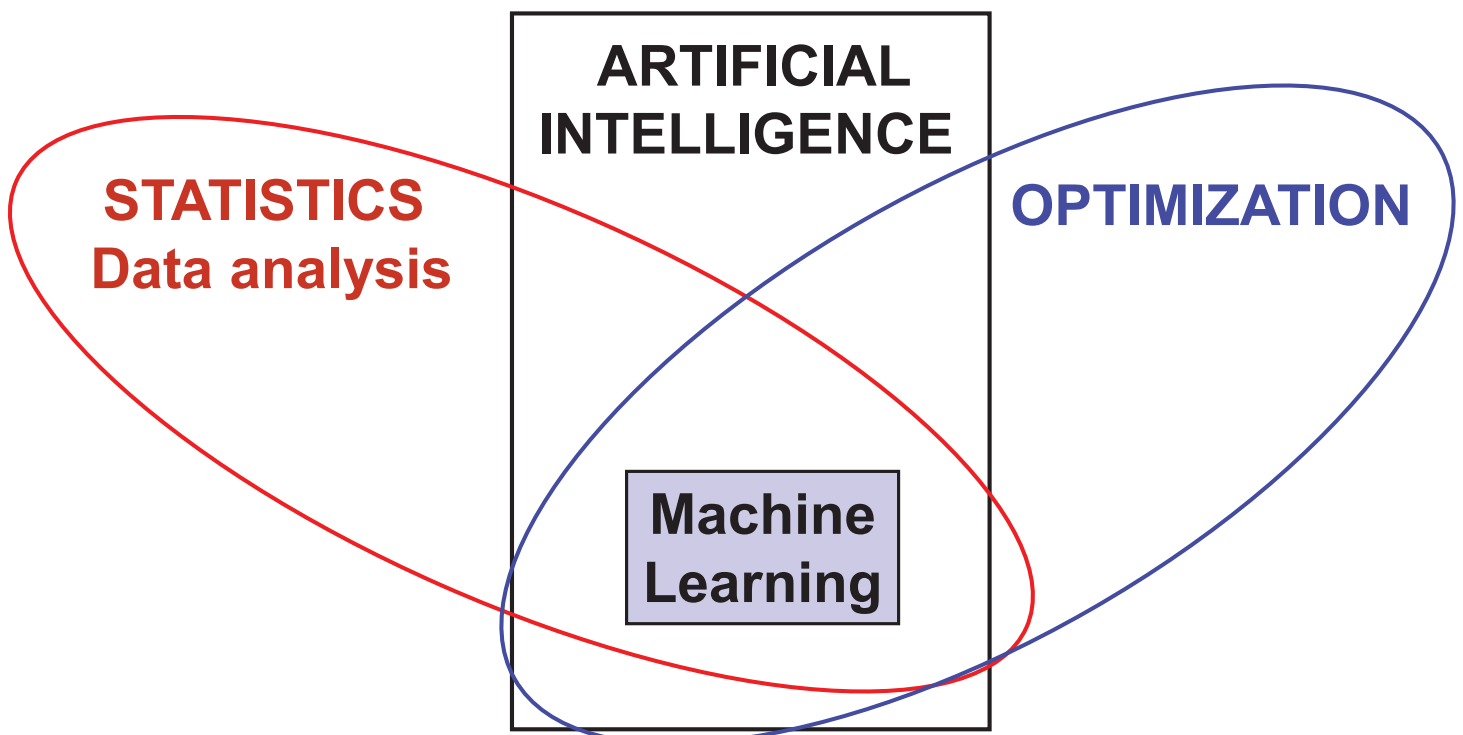 ARTIFICIAL
INTELLIGENCE
STATISTICS
Data analysis
OPTIMIZATION
Machine
Learning